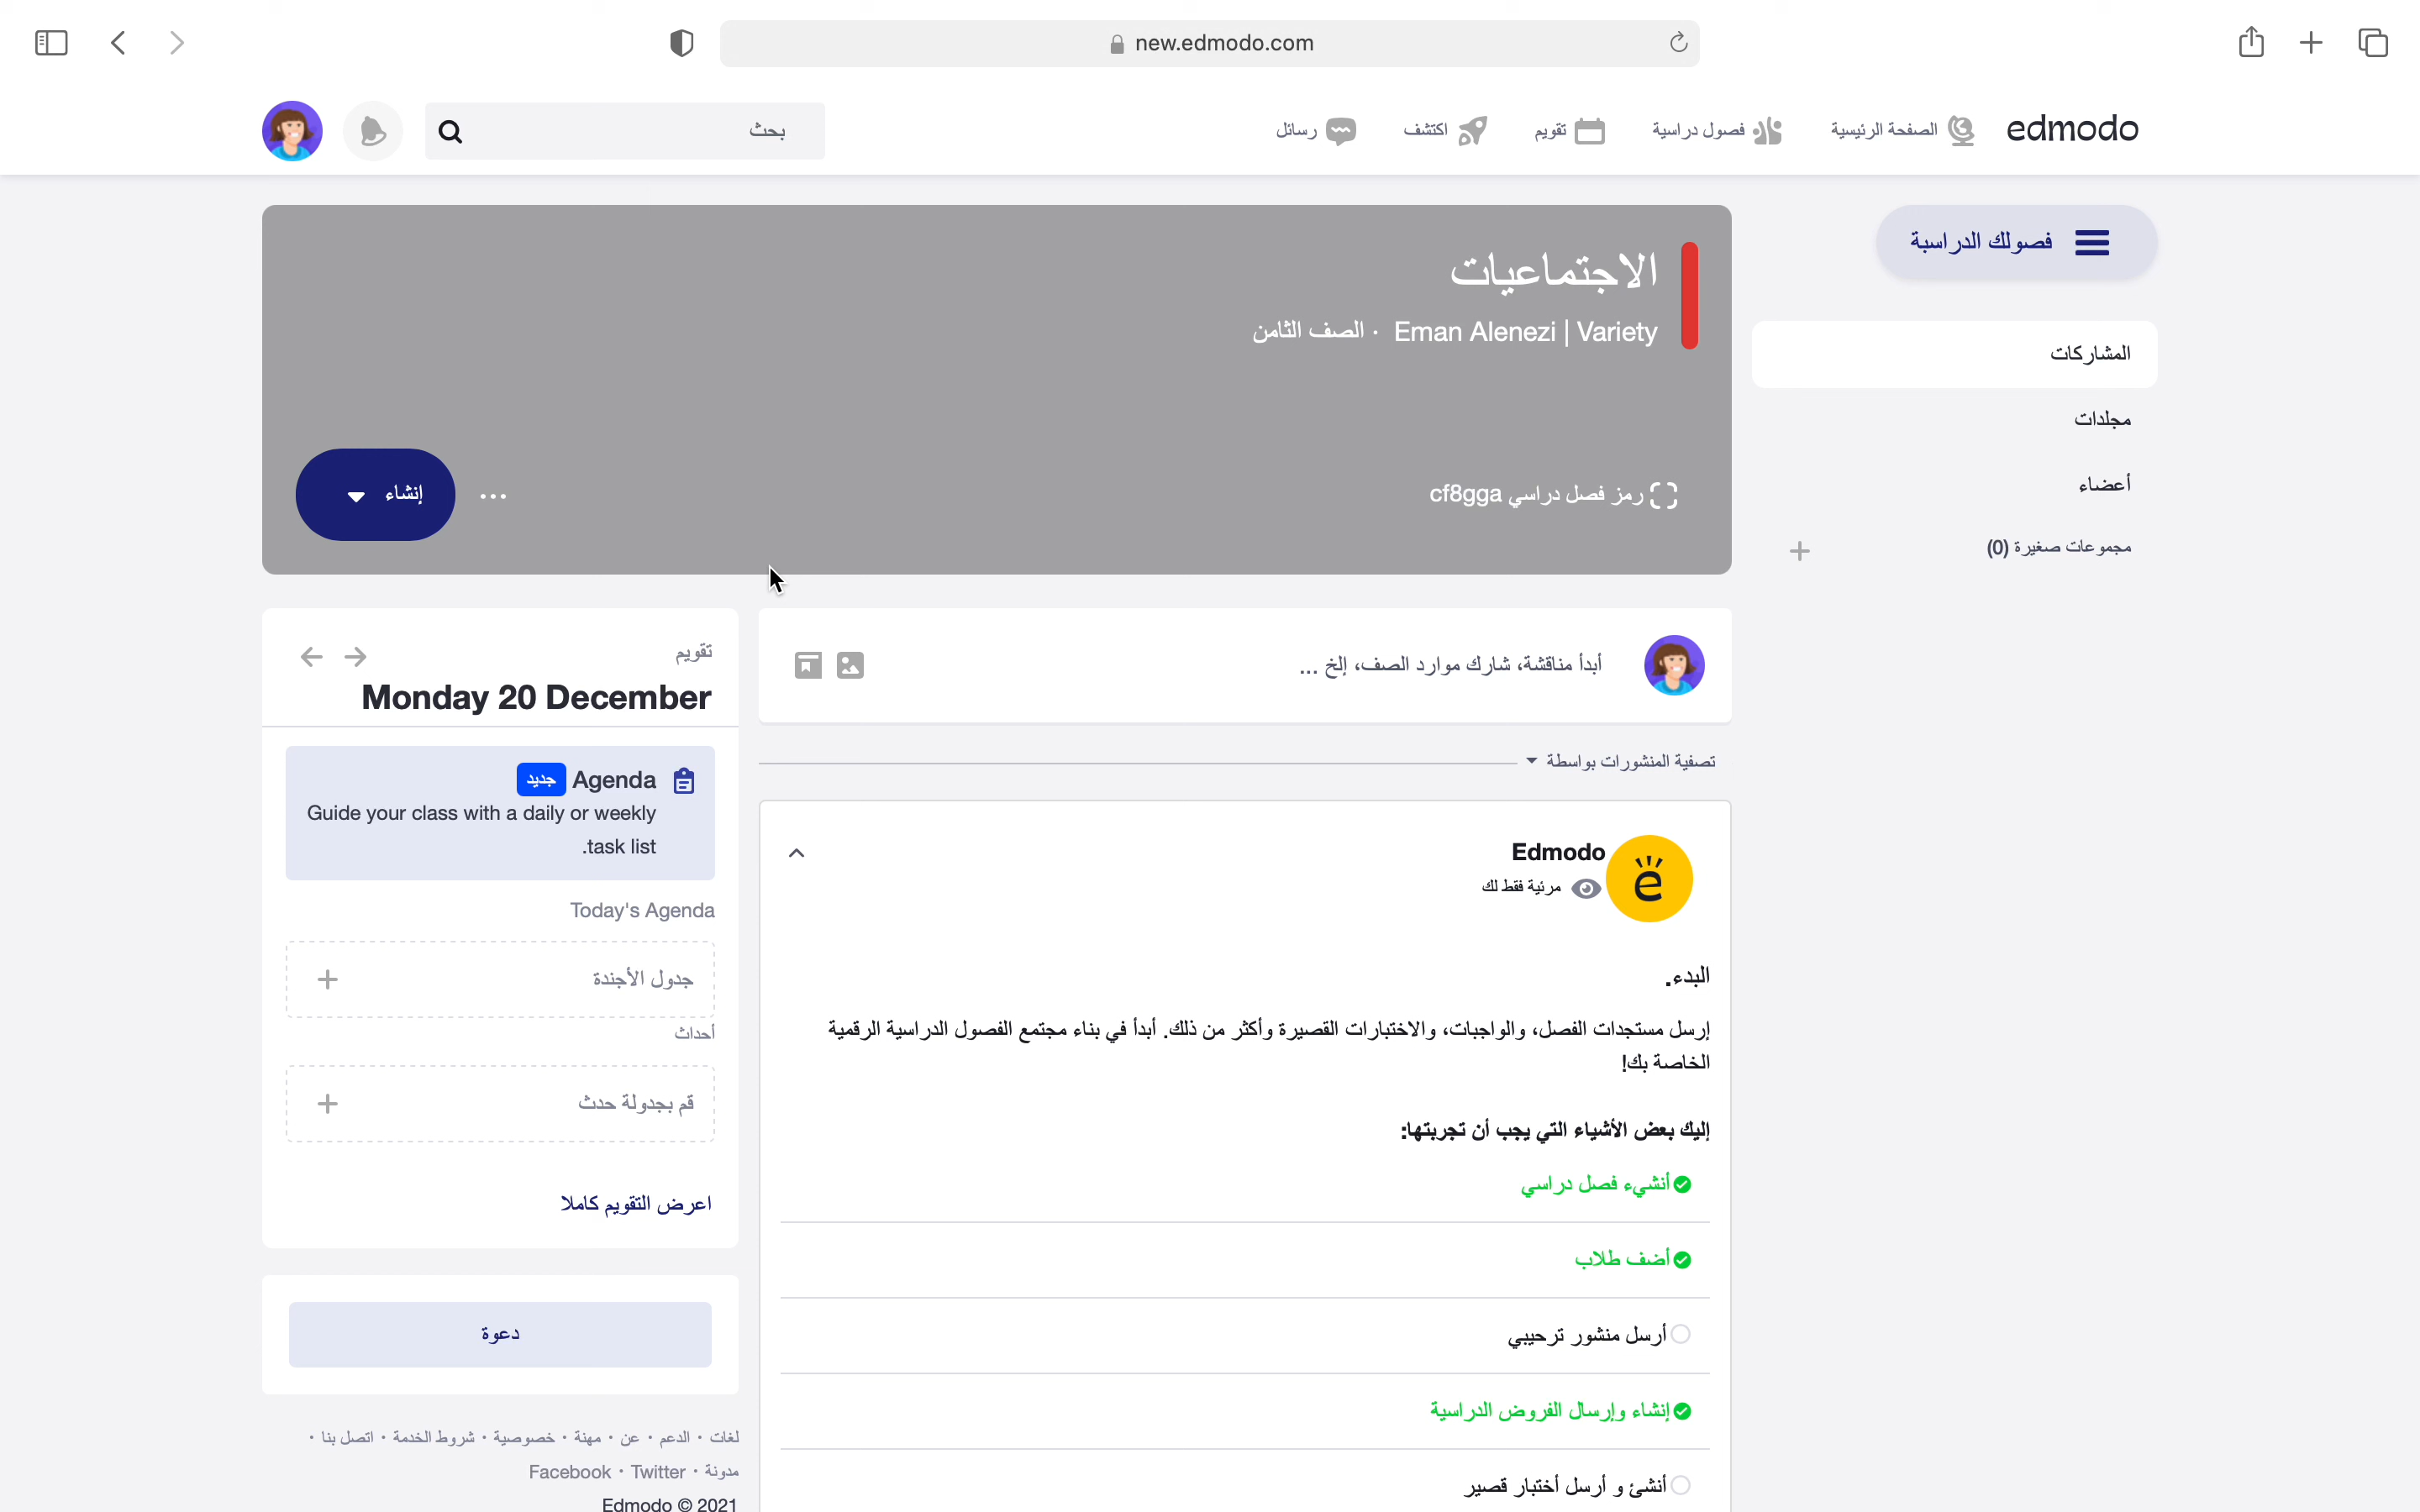 new.edmodo.com
edmodo
الصفحة الرئيسية
فصول دراسية
تقويم
اكتشف
رسائل
بحث
فصولك الدراسية
المشاركات
مجلدات
أعضاء
مجموعات صغيرة (0)
الاجتماعيات
Eman Alenezi | Variety · الصف الثامن
رمز فصل دراسي cf8gga
إنشاء
أبدأ مناقشة، شارك موارد الصف، إلخ ...
تصفية المنشورات بواسطة
Edmodo
مرئية فقط لك
البدء.
إرسل مستجدات الفصل، والواجبات، والاختبارات القصيرة وأكثر من ذلك. أبدأ في بناء مجتمع الفصول الدراسية الرقمية
الخاصة بك!
إليك بعض الأشياء التي يجب أن تجربتها:
أنشيء فصل دراسي
أضف طلاب
أرسل منشور ترحيبي
إنشاء وإرسال الفروض الدراسية
أنشئ و أرسل أختبار قصير
تقويم
Monday 20 December
Agenda جديد
Guide your class with a daily or weekly
task list.
Today's Agenda
جدول الأجندة
أحداث
قم بجدولة حدث
اعرض التقويم كاملا
دعوة
لغات · الدعم · عن · مهنة · خصوصية · شروط الخدمة · اتصل بنا ·
مدونة · Twitter · Facebook
Edmodo © 2021